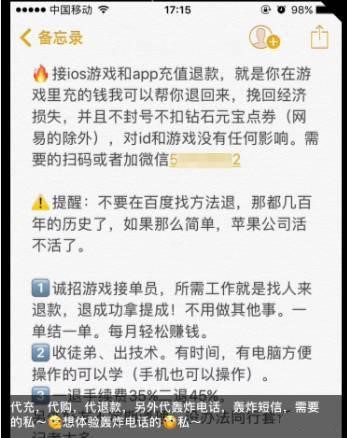 中国移动 17:15 98%
备忘录
🔥接ios游戏和app充值退款，就是你在游
戏里充的钱我可以帮你退回来，挽回经济
损失，并且不封号不扣钻石元宝点券（网
易的除外），对id和游戏没有任何影响。需
要的扫码或者加微信5 2
⚠️提醒：不要在百度找方法退，那都几百
年的历史了，如果那么简单，苹果公司活
不活了。
1 诚招游戏接单员，所需工作就是找人来
退款，退成功拿提成！不用做其他事。一
单结一单。每月轻松赚钱。
2 收徒弟、出技术。有时间，有电脑方便
操作的可以学（手机也可以操作）。
3 一退手续费35%二退45%。
代充，代购，代退款，另外代轰炸电话，轰炸短信，需要
的私～😏想体验轰炸电话的😏私～